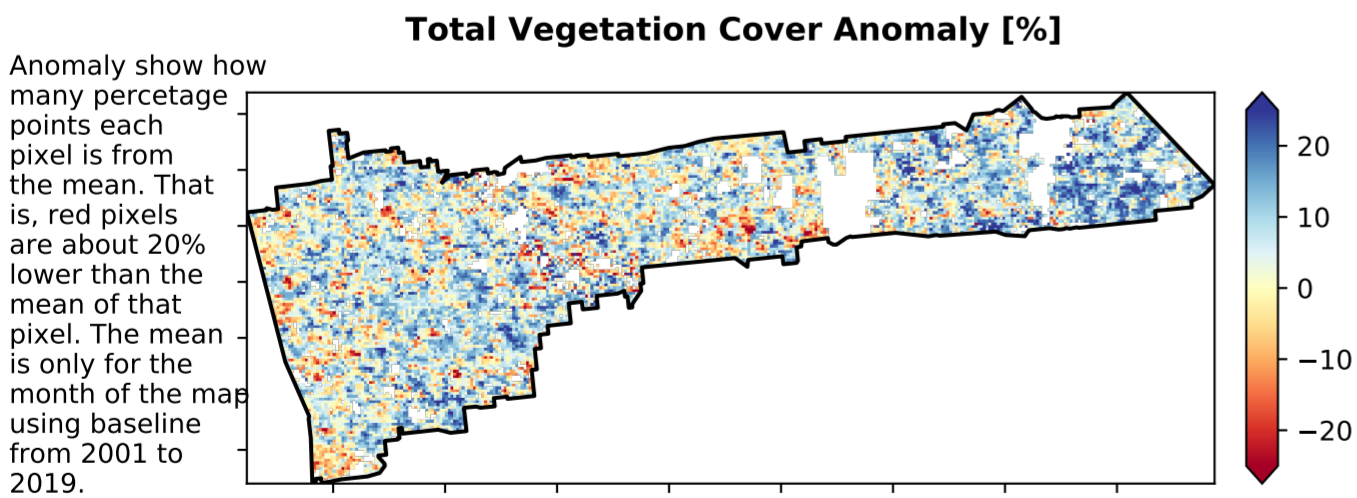 Total Vegetation Cover Anomaly [%]
Anomaly show how
many percetage
points each
pixel is from
the mean. That
is, red pixels
are about 20%
lower than the
mean of that
pixel. The mean
is only for the
month of the map
using baseline
from 2001 to
2019.
20
10
0
−10
−20